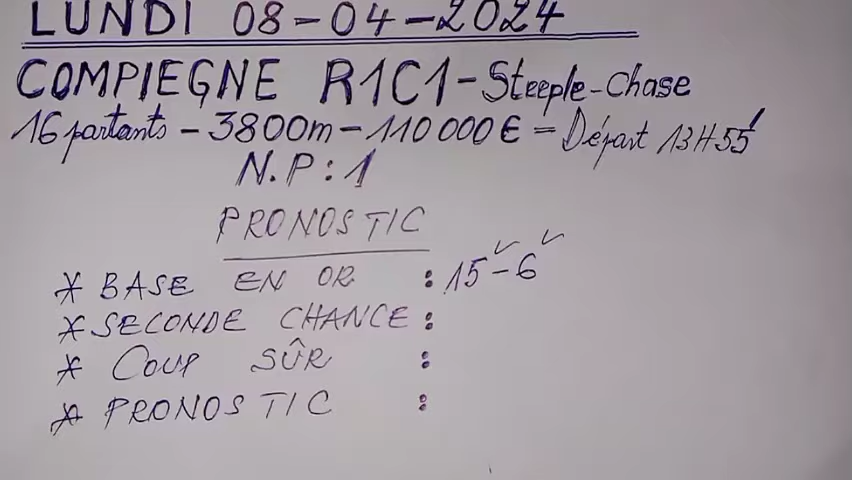 LUNDI 08-04-2024
COMPIEGNE R1C1-Steeple-chase
16 partants - 3800m - 110 000€ = Départ 13H55'
N.P: 1
PRONOSTIC
* BASE EN OR : 15-6
* SECONDE CHANCE :
* COUP SÛR :
* PRONOSTIC :